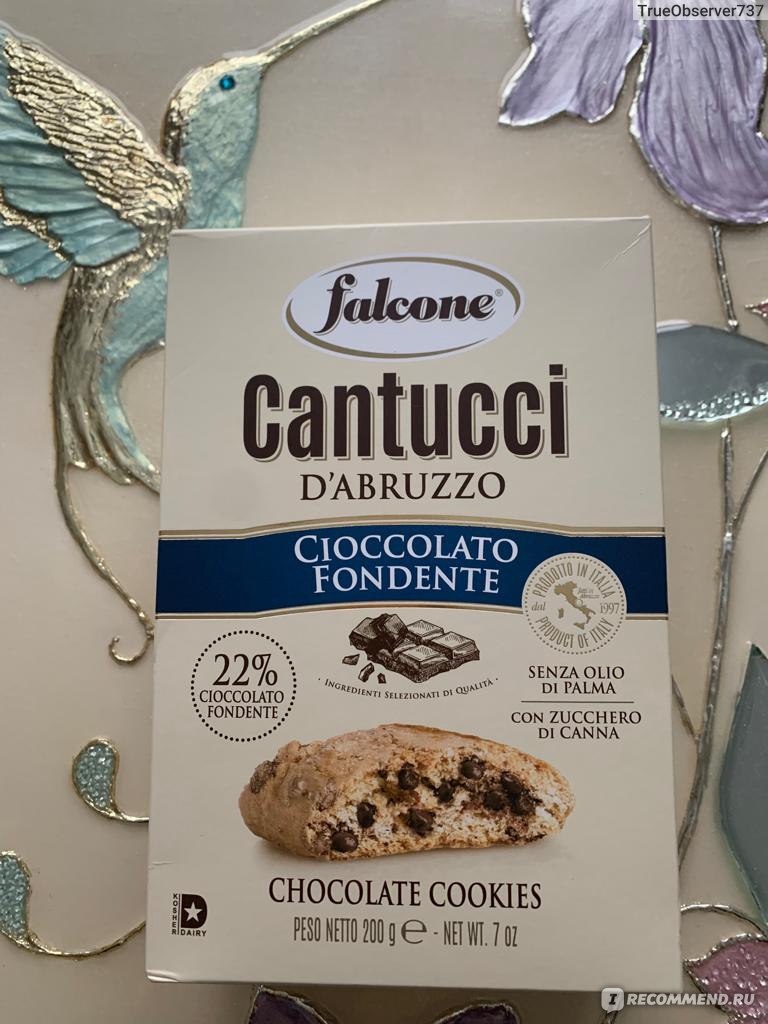 TrueObserver737
falcone®
Cantucci
D'ABRUZZO
CIOCCOLATO
FONDENTE
PRODOTTO IN ITALIA
dal
1997
PRODUCT OF ITALY
22%
CIOCCOLATO
FONDENTE
· INGREDIENTI SELEZIONATI DI QUALITÀ ·
SENZA OLIO
DI PALMA
CON ZUCCHERO
DI CANNA
CHOCOLATE COOKIES
KOSHER
D
DAIRY
PESO NETTO 200 g ℮ - NET WT. 7 OZ
I RECOMMEND.RU